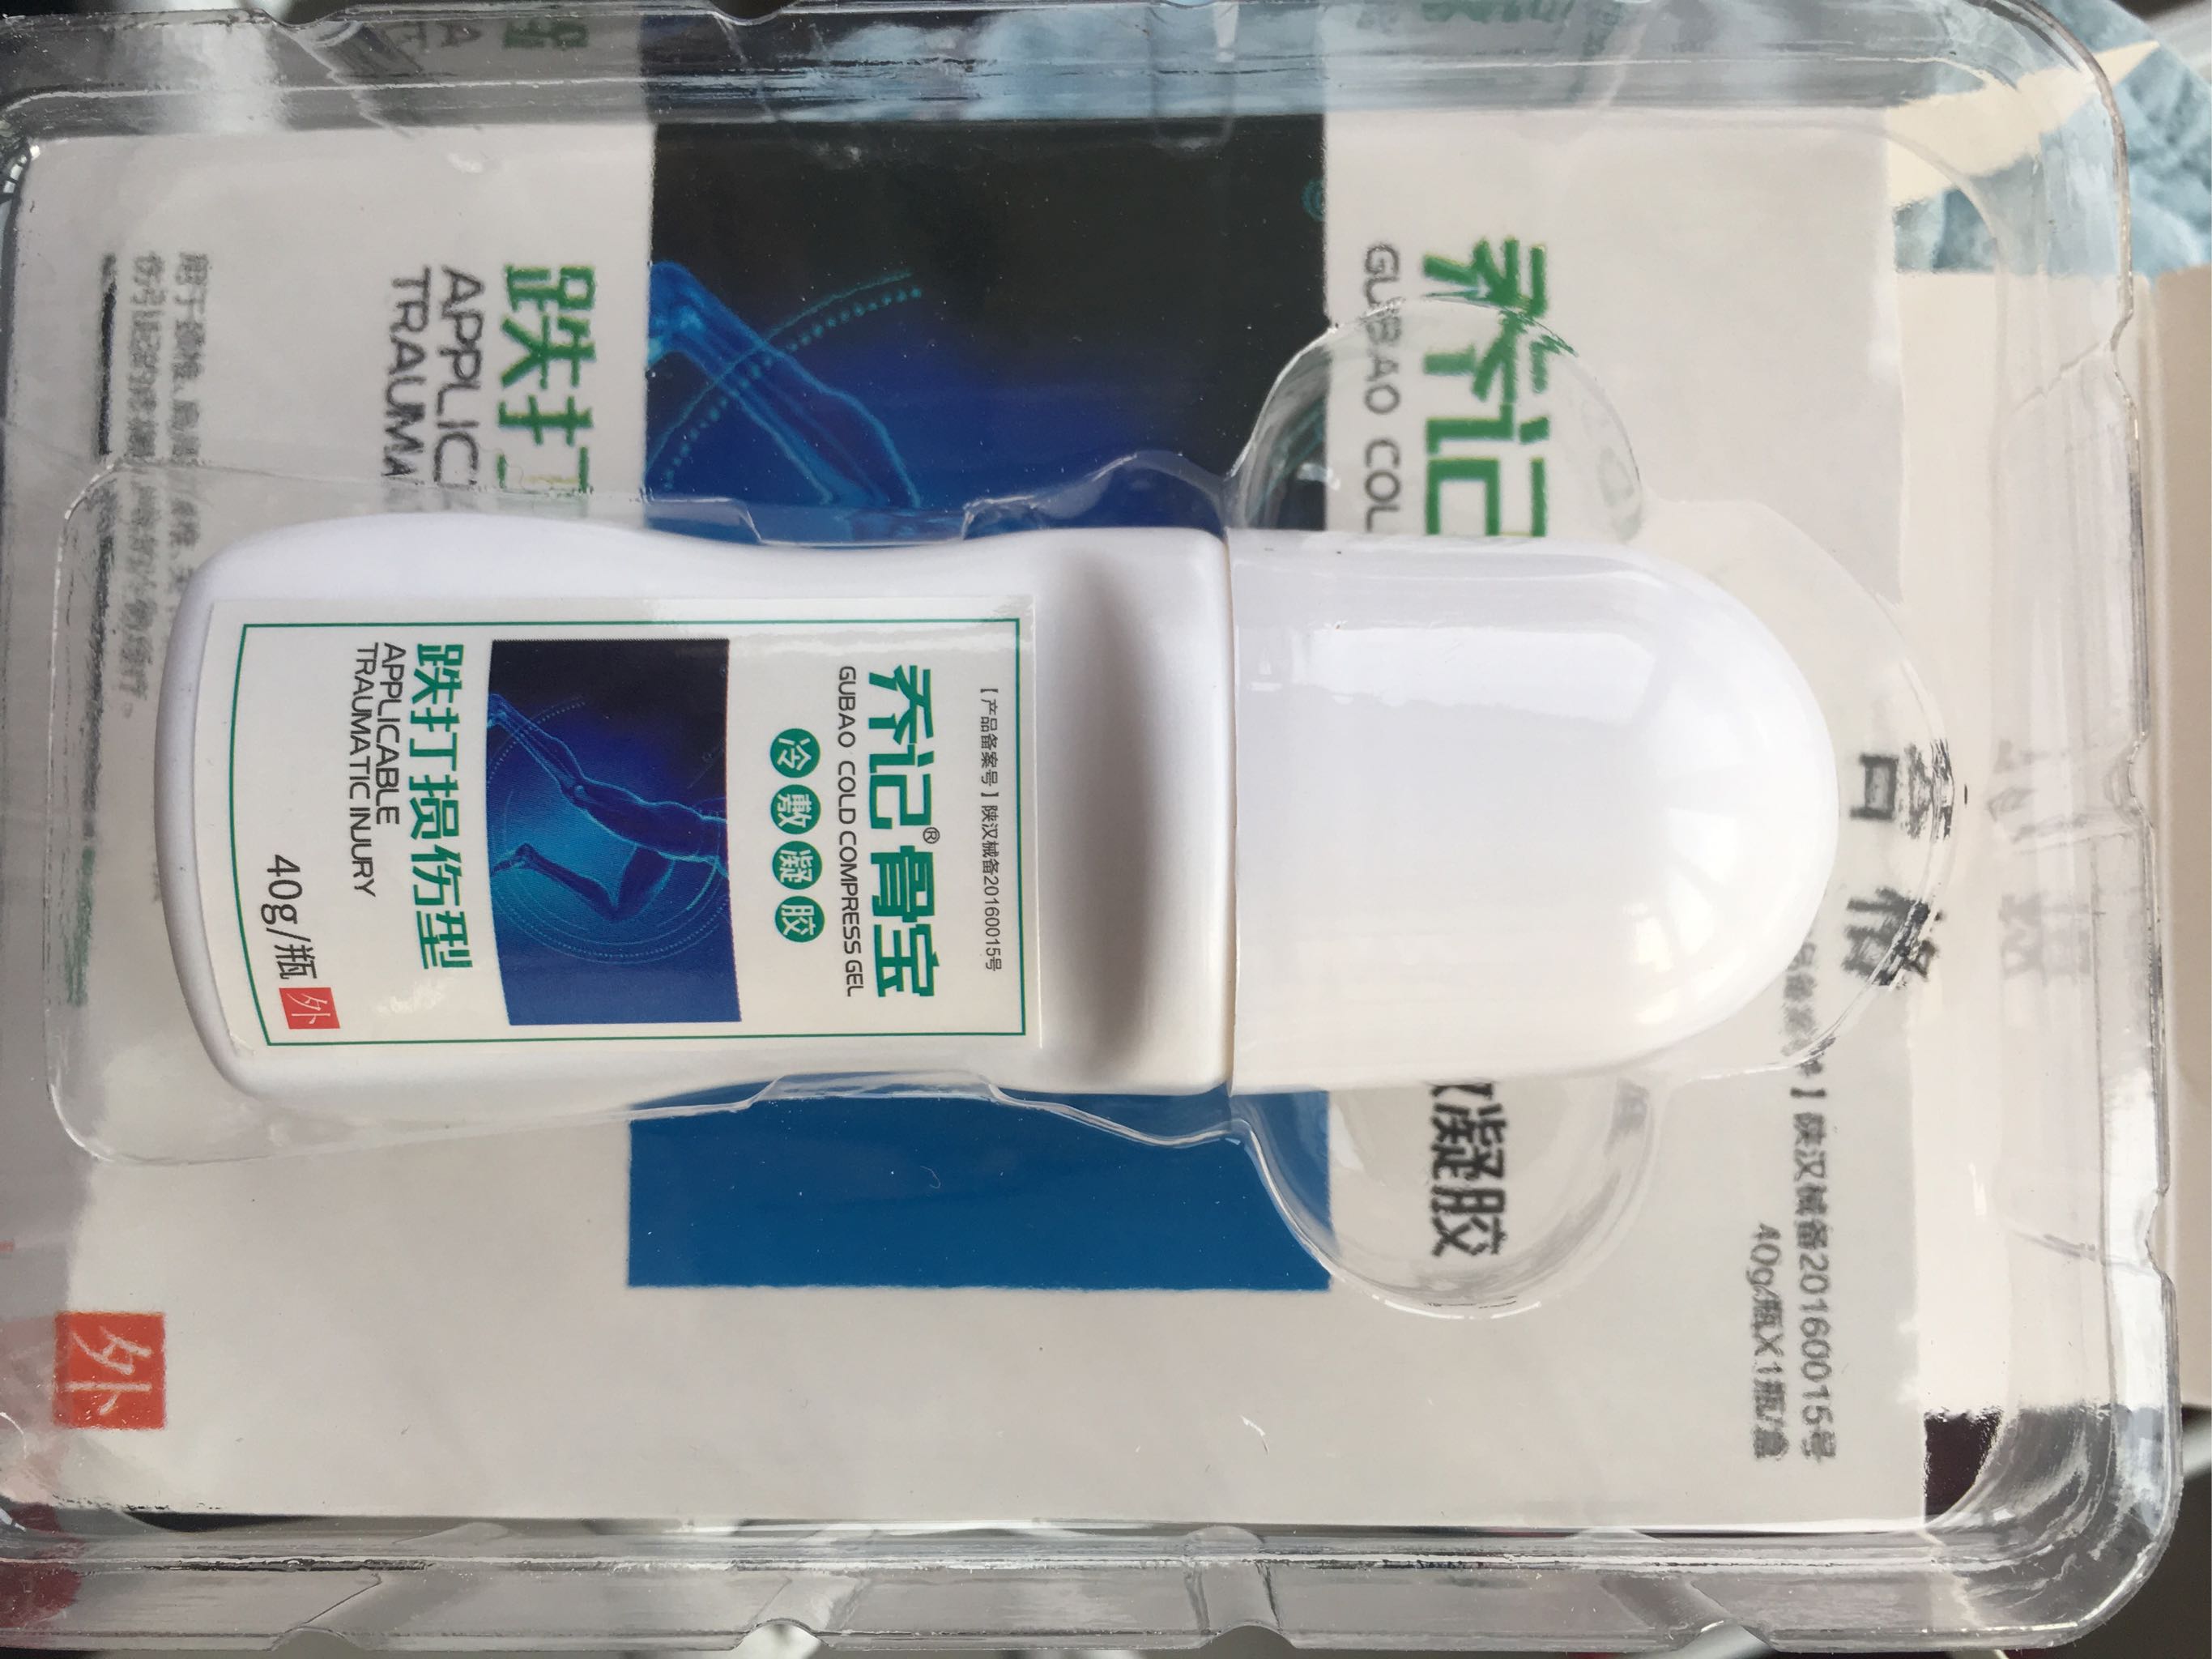 【产品备案号】陕汉械备20160015号
乔记®骨宝
GUBAO COLD COMPRESS GEL
冷敷凝胶
跌打损伤型
APPLICABLE
TRAUMATIC INJURY
40g/瓶
外
】陕汉械备20160015号
40g/瓶X1瓶/盒
乔记
GUBAO COL
凝胶
跌打
APPLIC
TRAUMA
外